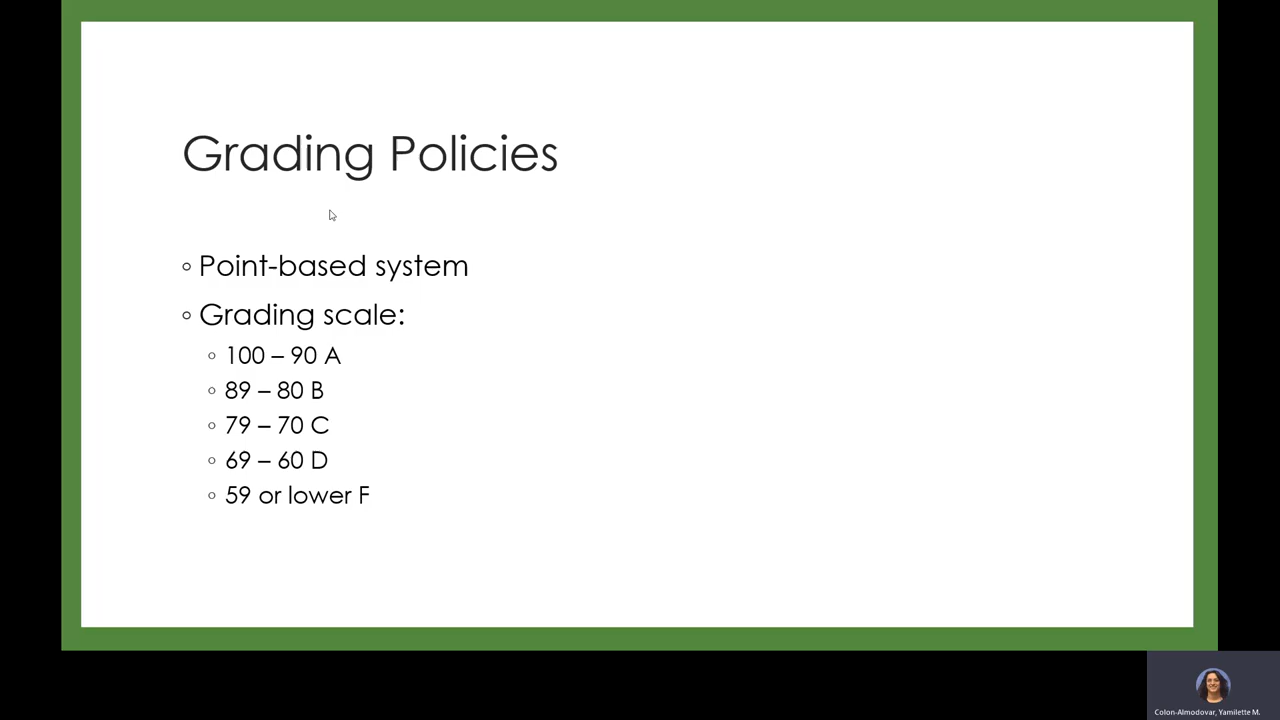 Grading Policies
◦ Point-based system
◦ Grading scale:
◦ 100 – 90 A
◦ 89 – 80 B
◦ 79 – 70 C
◦ 69 – 60 D
◦ 59 or lower F
Colon-Almodovar, Yamilette M.